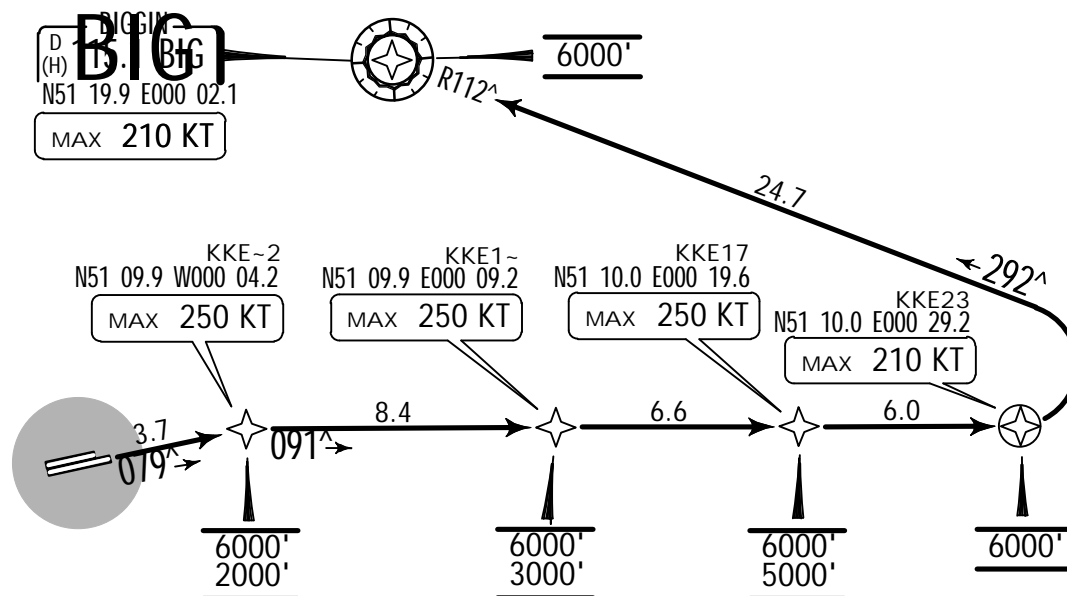 BIGGIN
BIG
D
(H)
BIG
N51 19.9 E000 02.1
MAX 210 KT
6000'
R112^
24.7
292^
KKE~2
N51 09.9 W000 04.2
MAX 250 KT
KKE1~
N51 09.9 E000 09.2
MAX 250 KT
KKE17
N51 10.0 E000 19.6
MAX 250 KT
KKE23
N51 10.0 E000 29.2
MAX 210 KT
3.7
079^
091^
8.4
6.6
6.0
6000'
2000'
6000'
3000'
6000'
5000'
6000'